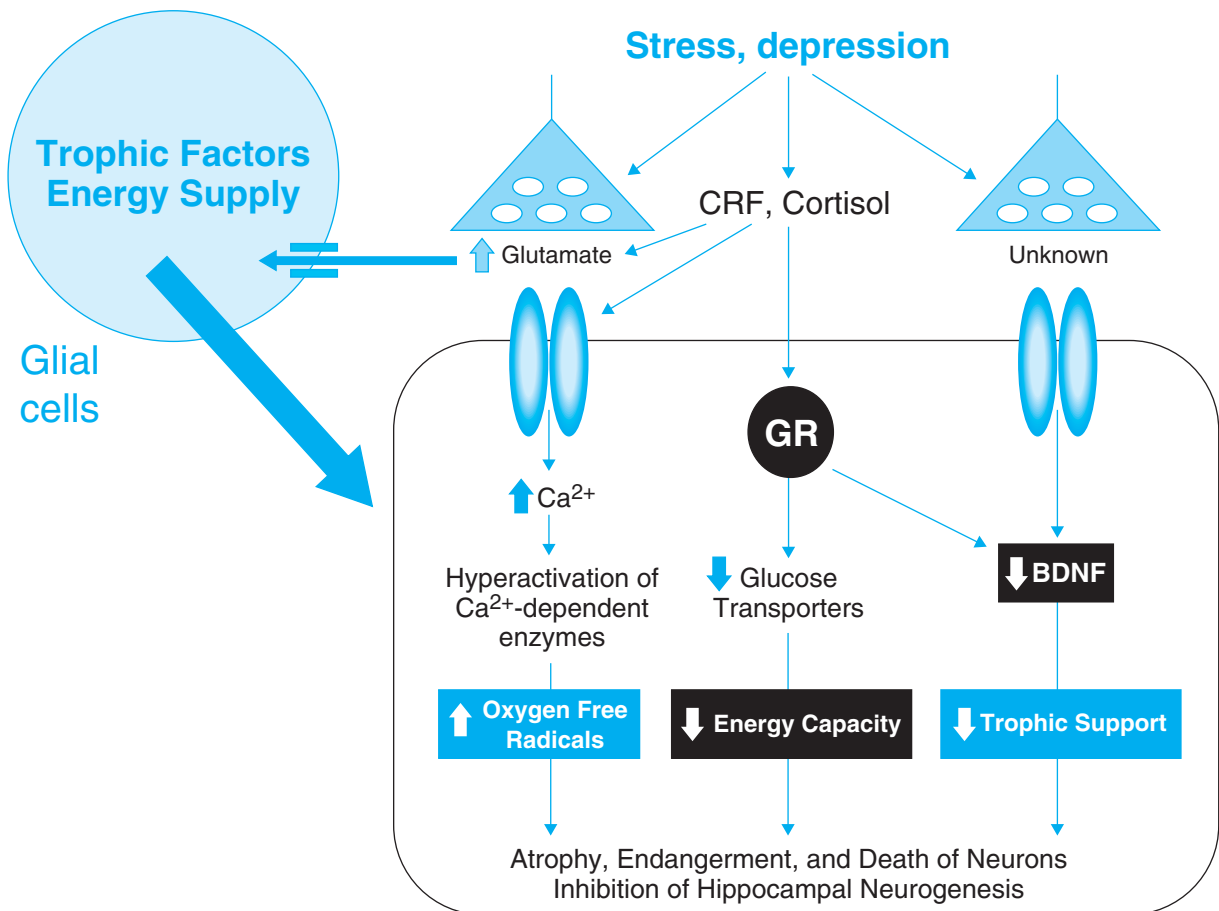 Stress, depression
Trophic Factors
Energy Supply
CRF, Cortisol
Glutamate
Unknown
Glial
cells
GR
Ca2+
Hyperactivation of
Ca2+-dependent
enzymes
Glucose
Transporters
BDNF
Oxygen Free
Radicals
Energy Capacity
Trophic Support
Atrophy, Endangerment, and Death of Neurons
Inhibition of Hippocampal Neurogenesis